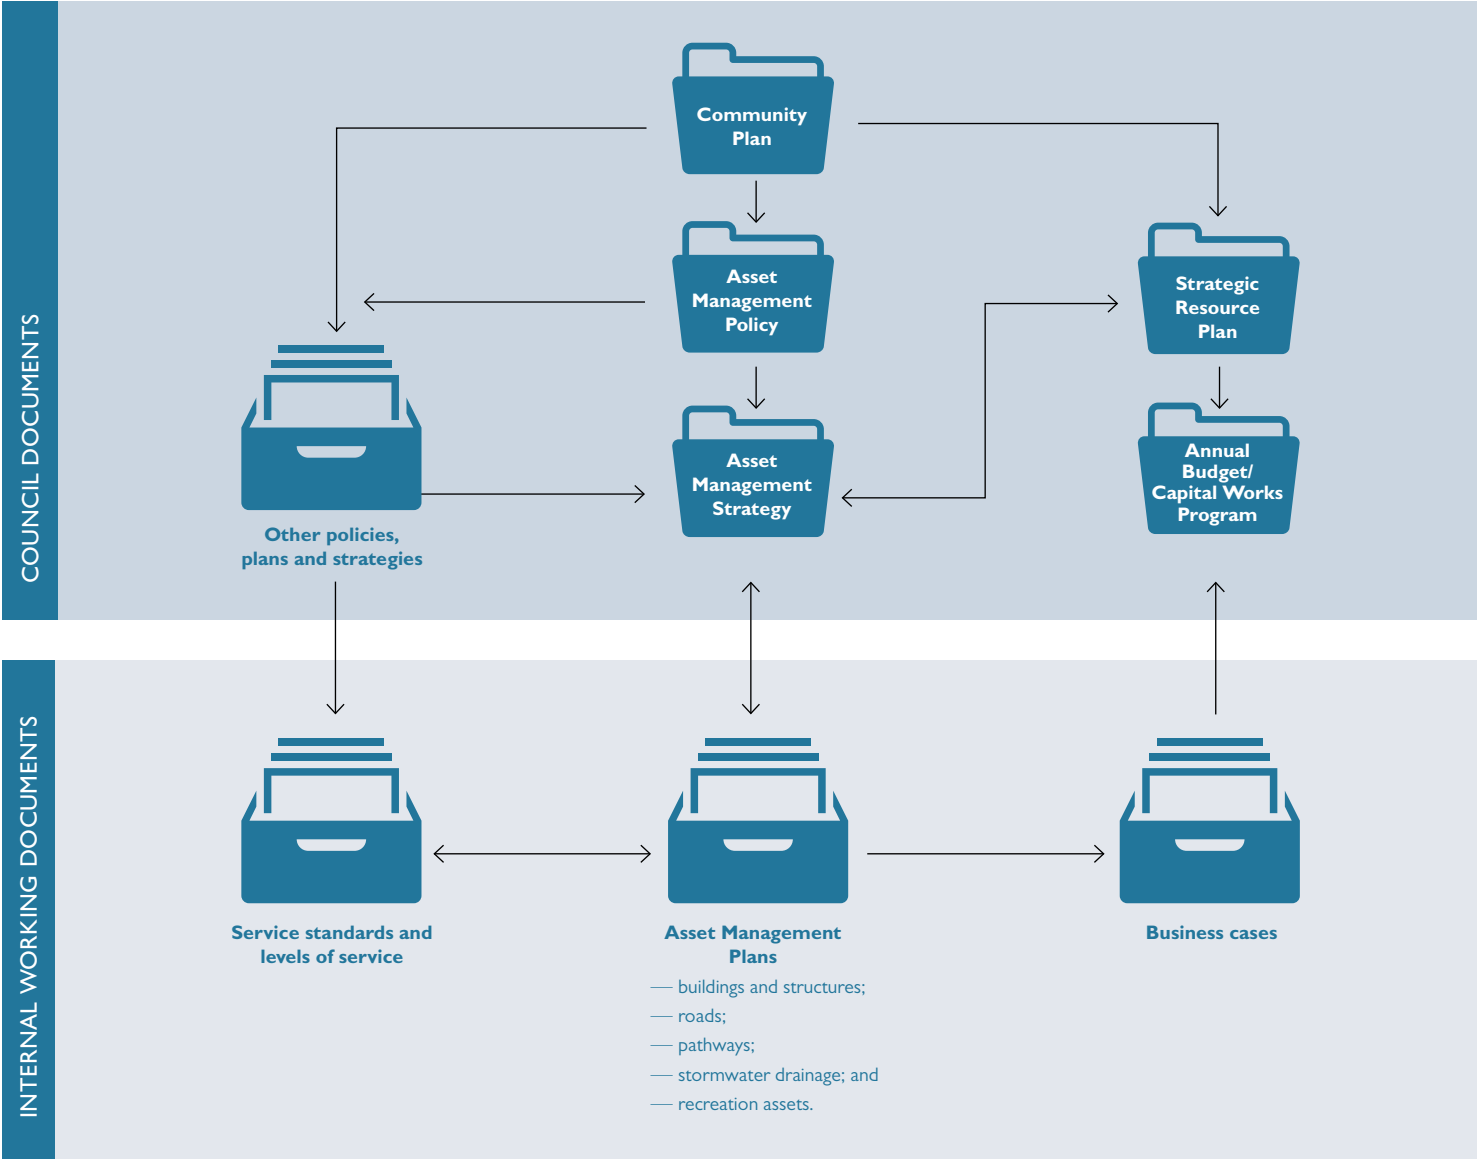 COUNCIL DOCUMENTS
Community
Plan
Asset
Management
Policy
Strategic
Resource
Plan
Asset
Management
Strategy
Annual
Budget/
Capital Works
Program
Other policies,
plans and strategies
INTERNAL WORKING DOCUMENTS
Service standards and
levels of service
Asset Management
Plans
— buildings and structures;
— roads;
— pathways;
— stormwater drainage; and
— recreation assets.
Business cases